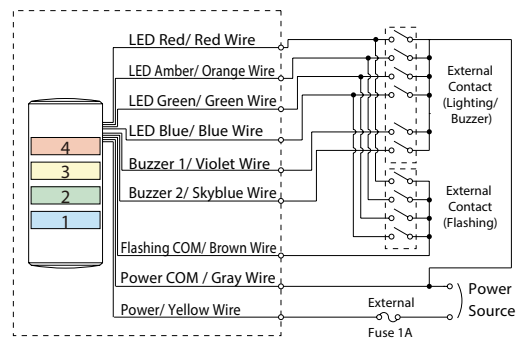 LED Red/ Red Wire
LED Amber/ Orange Wire
LED Green/ Green Wire
LED Blue/ Blue Wire
Buzzer 1/ Violet Wire
Buzzer 2/ Skyblue Wire
Flashing COM/ Brown Wire
Power COM / Gray Wire
Power/ Yellow Wire
4
3
2
1
External
Contact
(Lighting/
Buzzer)
External
Contact
(Flashing)
External
Fuse 1A
Power
Source